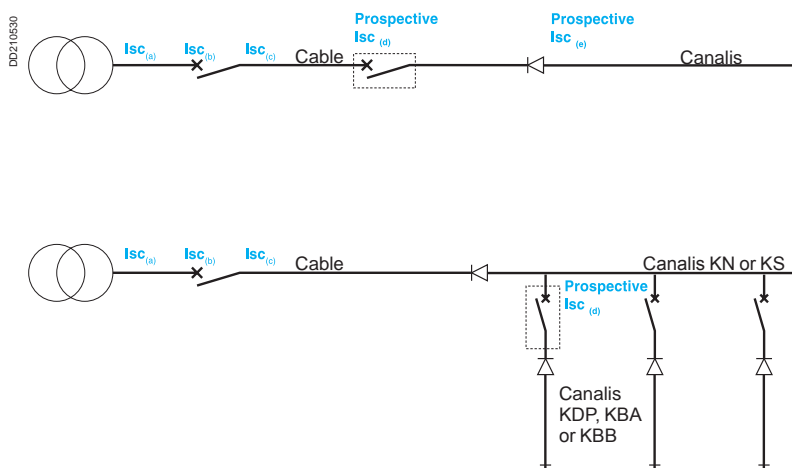 DD210530
Prospective
Isc (d)
Prospective
Isc (e)
Isc(a)
Isc(b)
Isc(c)
Cable
Canalis
Isc(a)
Isc(b)
Isc(c)
Cable
Canalis KN or KS
Prospective
Isc (d)
Canalis
KDP, KBA
or KBB